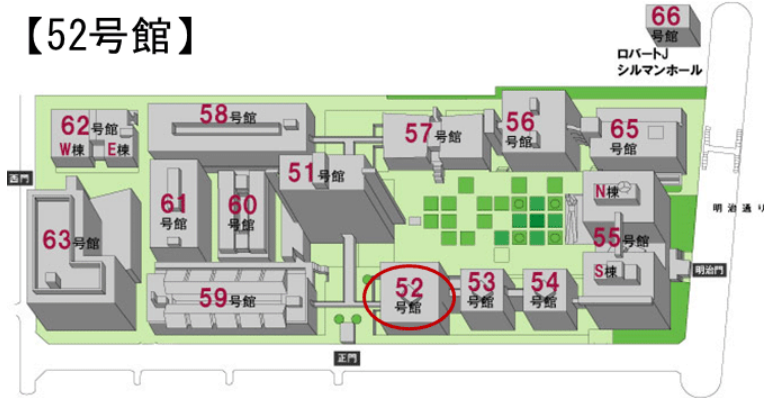 【52号館】
66
号館
ロバートJ
シルマンホール
62号館
W棟 E棟
58号館
57号館
56
号館
65
号館
西門
51号館
61
号館
60
号館
N棟
明治通り
63号館
55
号館
S棟
明治門
59号館
52
号館
53
号館
54
号館
正門